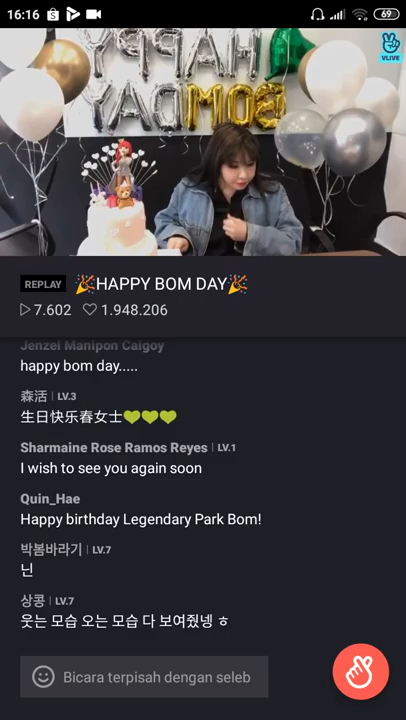 16:16
69
HAPPY
BOM DAY
VLIVE
REPLAY 🎉HAPPY BOM DAY🎉
7.602 1.948.206
Jenzel Manipon Caigoy
happy bom day.....
森活 | LV.3
生日快乐春女士💚💚💚
Sharmaine Rose Ramos Reyes | LV.1
I wish to see you again soon
Quin_Hae
Happy birthday Legendary Park Bom!
박봄바라기 | LV.7
닌
상콩 | LV.7
웃는 모습 오는 모습 다 보여줬넹 ㅎ
Bicara terpisah dengan seleb